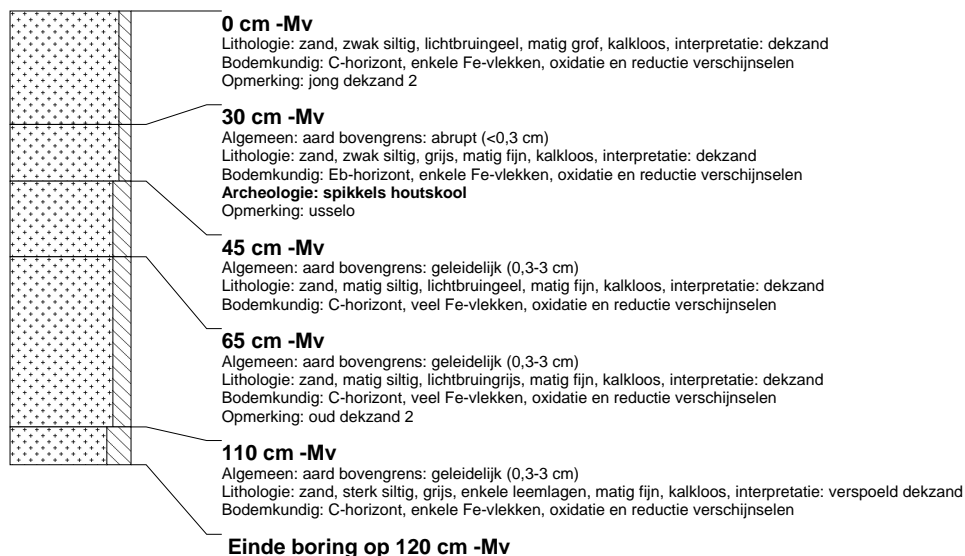 0 cm -Mv
Lithologie: zand, zwak siltig, lichtbruingeel, matig grof, kalkloos, interpretatie: dekzand
Bodemkundig: C-horizont, enkele Fe-vlekken, oxidatie en reductie verschijnselen
Opmerking: jong dekzand 2
30 cm -Mv
Algemeen: aard bovengrens: abrupt (<0,3 cm)
Lithologie: zand, zwak siltig, grijs, matig fijn, kalkloos, interpretatie: dekzand
Bodemkundig: Eb-horizont, enkele Fe-vlekken, oxidatie en reductie verschijnselen
Archeologie: spikkels houtskool
Opmerking: usselo
45 cm -Mv
Algemeen: aard bovengrens: geleidelijk (0,3-3 cm)
Lithologie: zand, matig siltig, lichtbruingeel, matig fijn, kalkloos, interpretatie: dekzand
Bodemkundig: C-horizont, veel Fe-vlekken, oxidatie en reductie verschijnselen
65 cm -Mv
Algemeen: aard bovengrens: geleidelijk (0,3-3 cm)
Lithologie: zand, matig siltig, lichtbruingrijs, matig fijn, kalkloos, interpretatie: dekzand
Bodemkundig: C-horizont, veel Fe-vlekken, oxidatie en reductie verschijnselen
Opmerking: oud dekzand 2
110 cm -Mv
Algemeen: aard bovengrens: geleidelijk (0,3-3 cm)
Lithologie: zand, sterk siltig, grijs, enkele leemlagen, matig fijn, kalkloos, interpretatie: verspoeld dekzand
Bodemkundig: C-horizont, enkele Fe-vlekken, oxidatie en reductie verschijnselen
Einde boring op 120 cm -Mv